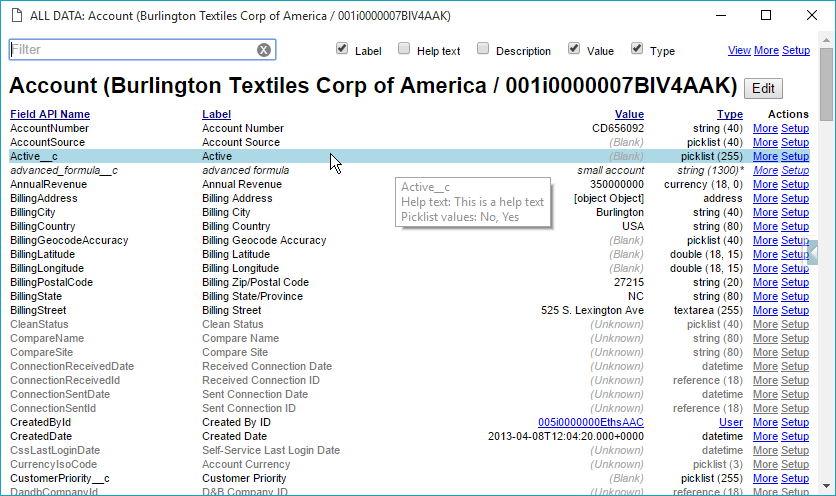 ALL DATA: Account (Burlington Textiles Corp of America / 001i0000007BIV4AAK)
Filter Label Help text Description Value Type View More Setup
Account (Burlington Textiles Corp of America / 001i0000007BIV4AAK) Edit
Field API Name Label Value Type Actions
AccountNumber Account Number CD656092 string (40) More Setup
AccountSource Account Source (Blank) picklist (40) More Setup
Active__c Active (Blank) picklist (255) More Setup
advanced_formula__c advanced formula small account string (1300)* More Setup
AnnualRevenue Annual Revenue 350000000 currency (18, 0) More Setup
BillingAddress Billing Address [object Object] address More Setup
BillingCity Billing City Burlington string (40) More Setup
BillingCountry Billing Country USA string (80) More Setup
BillingGeocodeAccuracy Billing Geocode Accuracy (Blank) picklist (40) More Setup
BillingLatitude Billing Latitude (Blank) double (18, 15) More Setup
BillingLongitude Billing Longitude (Blank) double (18, 15) More Setup
BillingPostalCode Billing Zip/Postal Code 27215 string (20) More Setup
BillingState Billing State/Province NC string (80) More Setup
BillingStreet Billing Street 525 S. Lexington Ave textarea (255) More Setup
CleanStatus Clean Status (Unknown) picklist (40) More Setup
CompareName Compare Name (Unknown) string (80) More Setup
CompareSite Compare Site (Unknown) string (80) More Setup
ConnectionReceivedDate Received Connection Date (Unknown) datetime More Setup
ConnectionReceivedId Received Connection ID (Unknown) reference (18) More Setup
ConnectionSentDate Sent Connection Date (Unknown) datetime More Setup
ConnectionSentId Sent Connection ID (Unknown) reference (18) More Setup
CreatedById Created By ID 005i0000000EthsAAC User More Setup
CreatedDate Created Date 2013-04-08T12:04:20.000+0000 datetime More Setup
CssLastLoginDate Self-Service Last Login Date (Unknown) datetime More Setup
CurrencyIsoCode Account Currency (Unknown) picklist (3) More Setup
CustomerPriority__c Customer Priority (Blank) picklist (255) More Setup
DandbCompanyId D&B Company ID (Unknown) reference (18) More Setup
Active__c
Help text: This is a help text
Picklist values: No, Yes